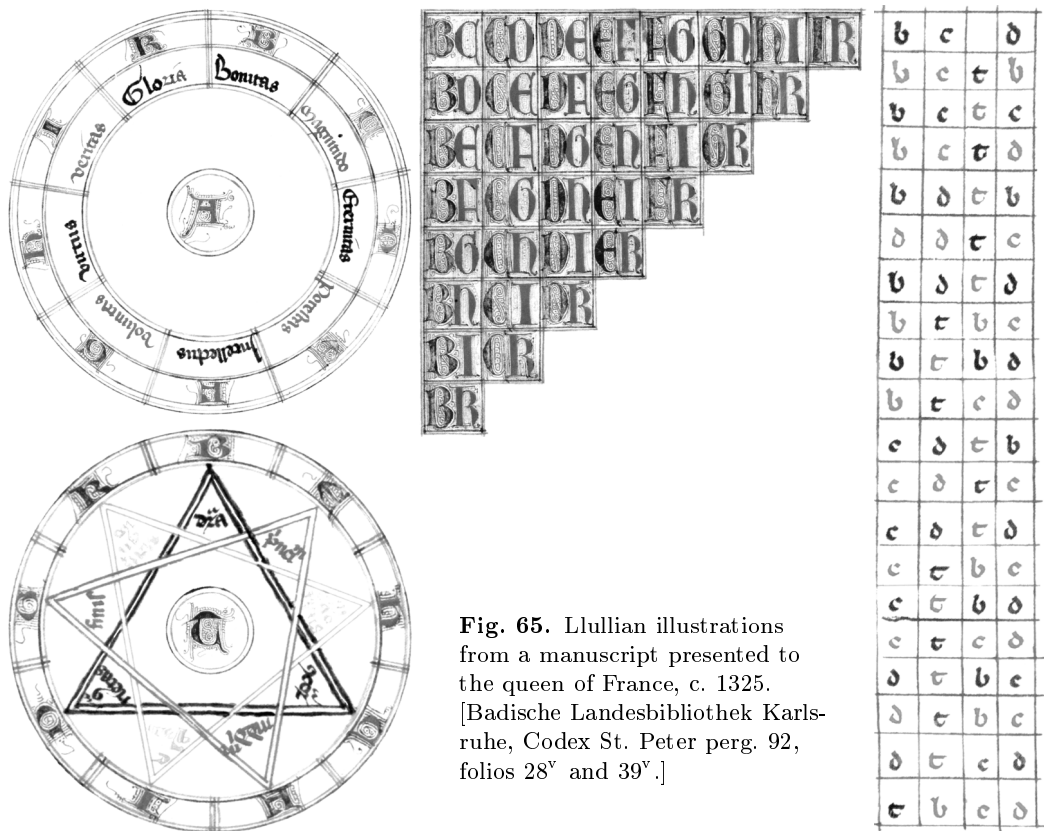 A
B
C
D
E
F
G
H
I
K
Bonitas
Magnitudo
Eternitas
Potestas
Intellectus
Voluntas
Virtus
Veritas
Gloria
BC CD DE EF FG GH HI IK
BD CE DF EG FH GI HK
BE CF DG EH FI GK
BF CG DH EI FK
BG CH DI EK
BH CI DK
BI CK
BK
b c d
b c t b
b c t c
b c t d
b d t b
d d t c
b d t d
b t b c
b t b d
b t c d
c d t b
c d t c
c d t d
c t b c
c t b d
c t c d
d t b c
d t b c
d t c d
t b c d
T
B
C
D
E
F
G
H
I
K
Fig. 65. Llullian illustrations
from a manuscript presented to
the queen of France, c. 1325.
[Badische Landesbibliothek Karls-
ruhe, Codex St. Peter perg. 92,
folios 28ᵛ and 39ᵛ.]